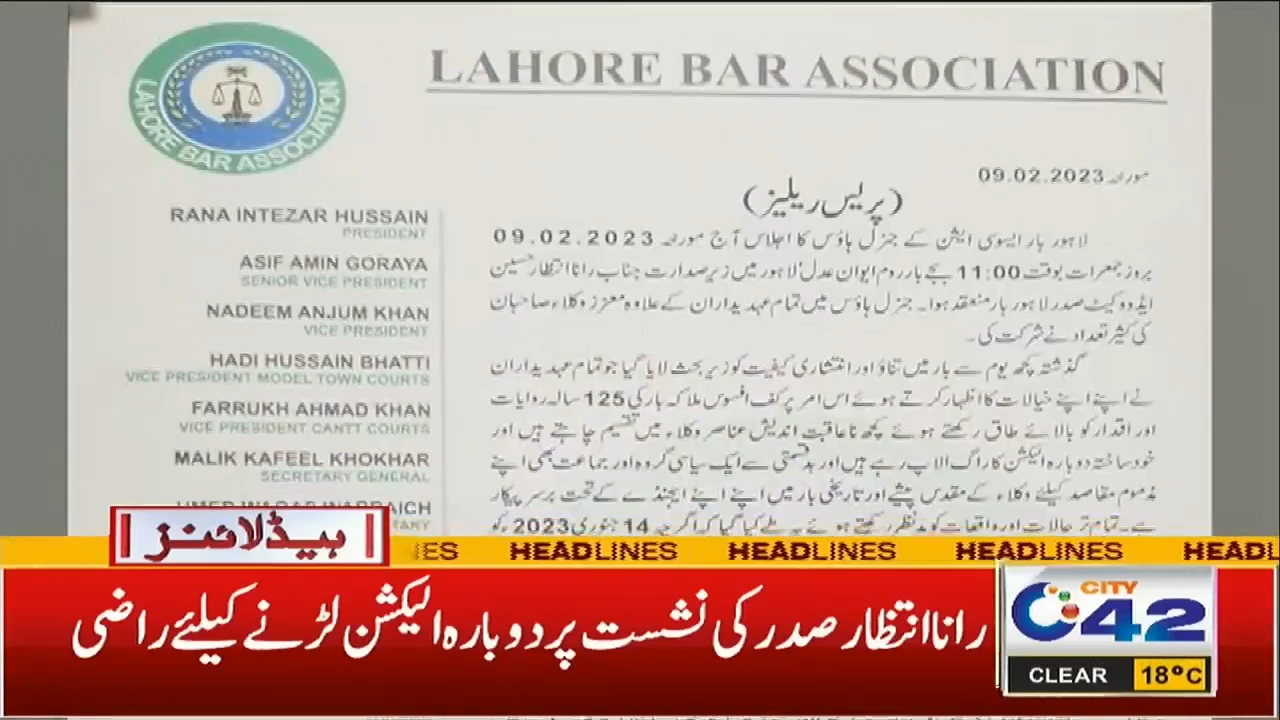 LAHORE BAR ASSOCIATION
LAHORE BAR ASSOCIATION
مورخہ 09.02.2023
(پریس ریلیز)
RANA INTEZAR HUSSAIN
PRESIDENT
ASIF AMIN GORAYA
SENIOR VICE PRESIDENT
NADEEM ANJUM KHAN
VICE PRESIDENT
HADI HUSSAIN BHATTI
VICE PRESIDENT MODEL TOWN COURTS
FARRUKH AHMAD KHAN
VICE PRESIDENT CANTT COURTS
MALIK KAFEEL KHOKHAR
SECRETARY GENERAL
لاہور بار ایسوسی ایشن کے جنرل ہاؤس کا اجلاس آج مورخہ 09.02.2023
بروز جمعرات بوقت 11:00 بجے بار روم ایوان عدل لاہور میں زیر صدارت جناب رانا انتظار حسین
ایڈووکیٹ صدر لاہور بار منعقد ہوا۔ جنرل ہاؤس میں تمام عہدیداران کے علاوہ معزز وکلاء صاحبان
کی کثیر تعداد نے شرکت کی۔
گذشتہ کچھ یوم سے بار میں تناؤ اور انتشاری کیفیت کو زیر بحث لایا گیا جو تمام عہدیداران
نے اپنے اپنے خیالات کا اظہار کرتے ہوئے اس امر پر کف افسوس ملا کہ بار کی 125 سالہ روایات
اور اقدار کو بالائے طاق رکھتے ہوئے کچھ نا عاقبت اندیش عناصر وکلاء میں تقسیم چاہتے ہیں اور
خود ساختہ دوبارہ الیکشن کا راگ الاپ رہے ہیں اور بدقسمتی سے ایک سیاسی گروہ اور جماعت بھی اپنے
مذموم مقاصد کیلئے وکلاء کے مقدس پیشے اور تاریخی بار میں اپنے اپنے ایجنڈے کے تحت برسر پیکار
ہے۔ تمام تر حالات اور واقعات کو مدنظر رکھتے ہوئے یہ طے کیا گیا کہ اگرچہ 14 جنوری 2023 کو
ہیڈلائنز
INES HEADLINES HEADLINES HEADLINES HEADL
رانا انتظار صدر کی نشست پر دوبارہ الیکشن لڑنے کیلئے راضی
CITY
42
CLEAR 18°C